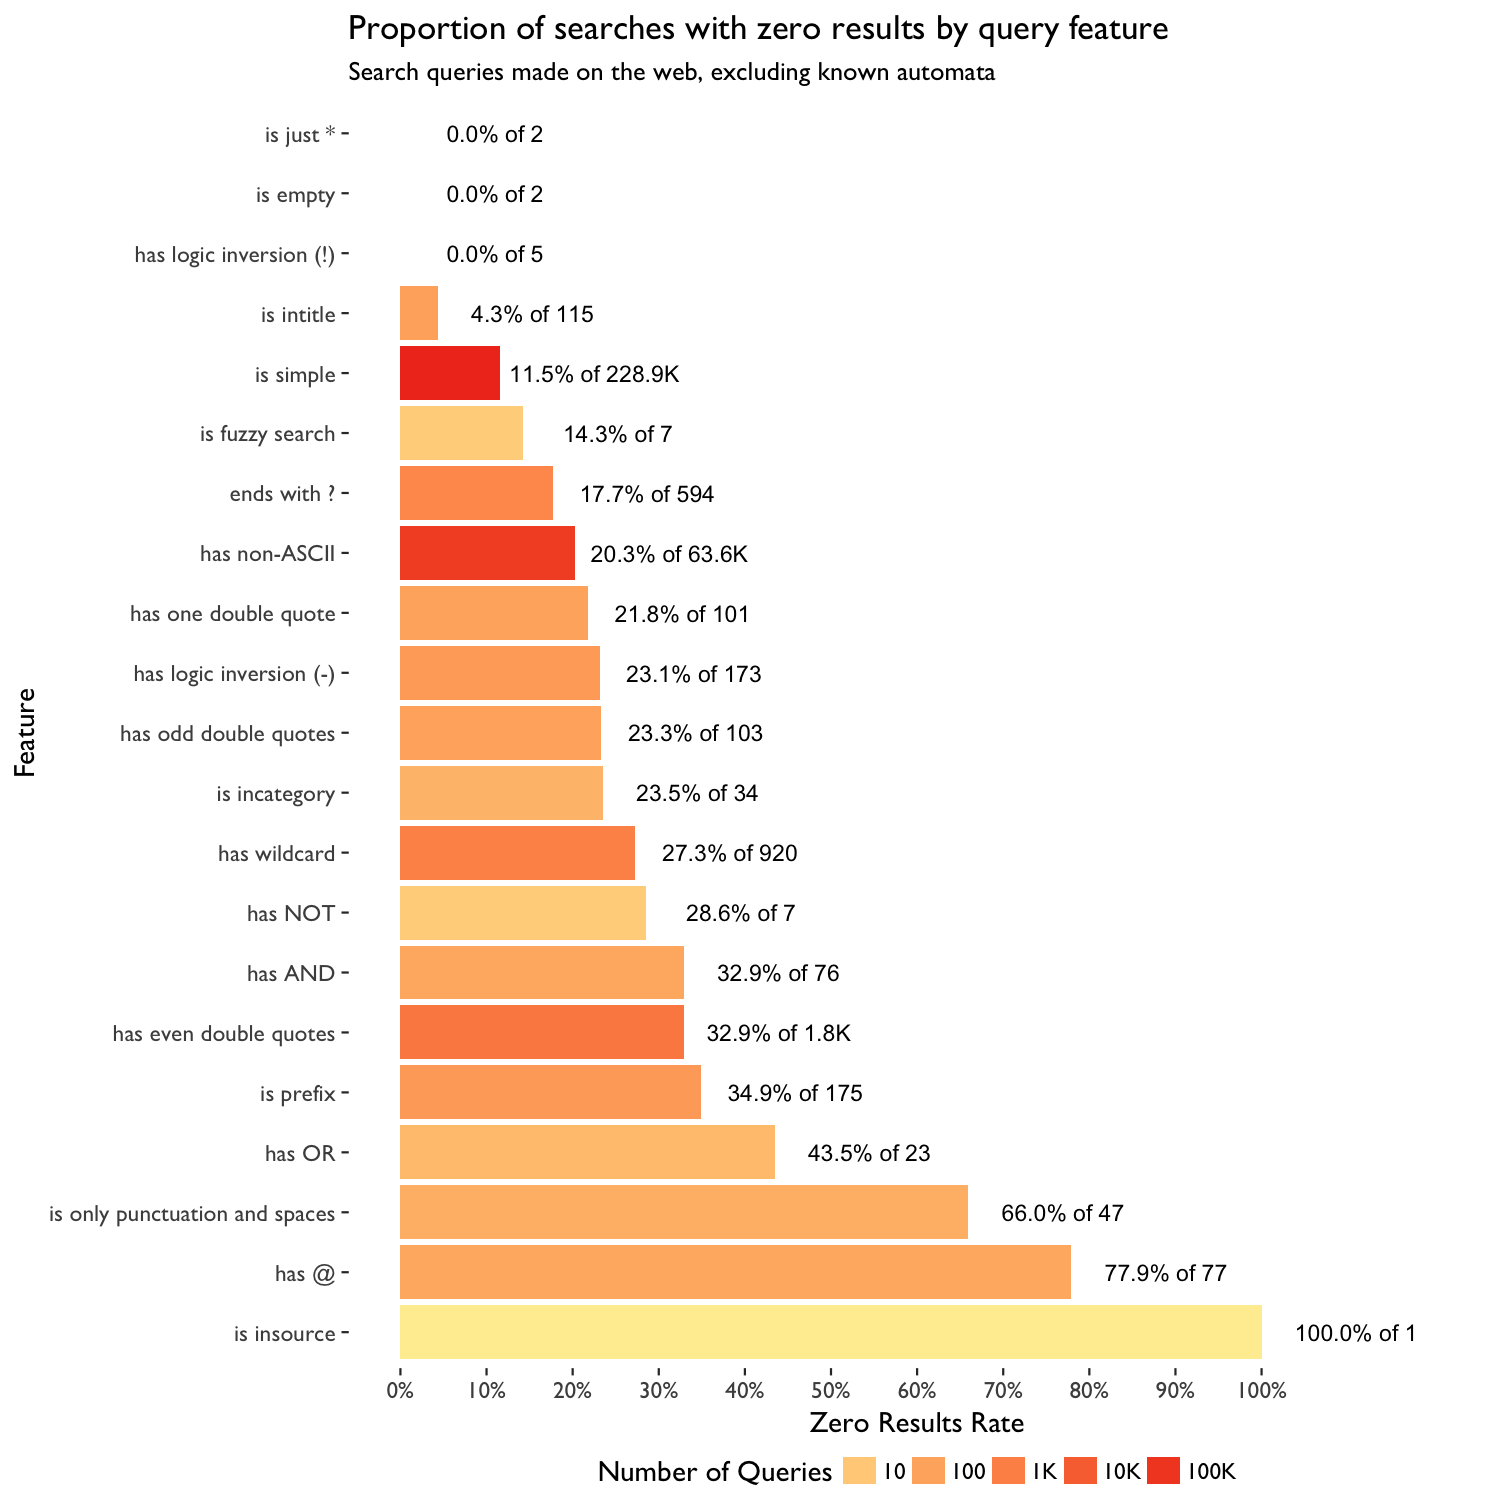 Proportion of searches with zero results by query feature
Search queries made on the web, excluding known automata
is just * 0.0% of 2
is empty 0.0% of 2
has logic inversion (!) 0.0% of 5
is intitle 4.3% of 115
is simple 11.5% of 228.9K
is fuzzy search 14.3% of 7
ends with ? 17.7% of 594
has non-ASCII 20.3% of 63.6K
has one double quote 21.8% of 101
has logic inversion (-) 23.1% of 173
has odd double quotes 23.3% of 103
is incategory 23.5% of 34
has wildcard 27.3% of 920
has NOT 28.6% of 7
has AND 32.9% of 76
has even double quotes 32.9% of 1.8K
is prefix 34.9% of 175
has OR 43.5% of 23
is only punctuation and spaces 66.0% of 47
has @ 77.9% of 77
is insource 100.0% of 1
Feature
0% 10% 20% 30% 40% 50% 60% 70% 80% 90% 100%
Zero Results Rate
Number of Queries 10 100 1K 10K 100K